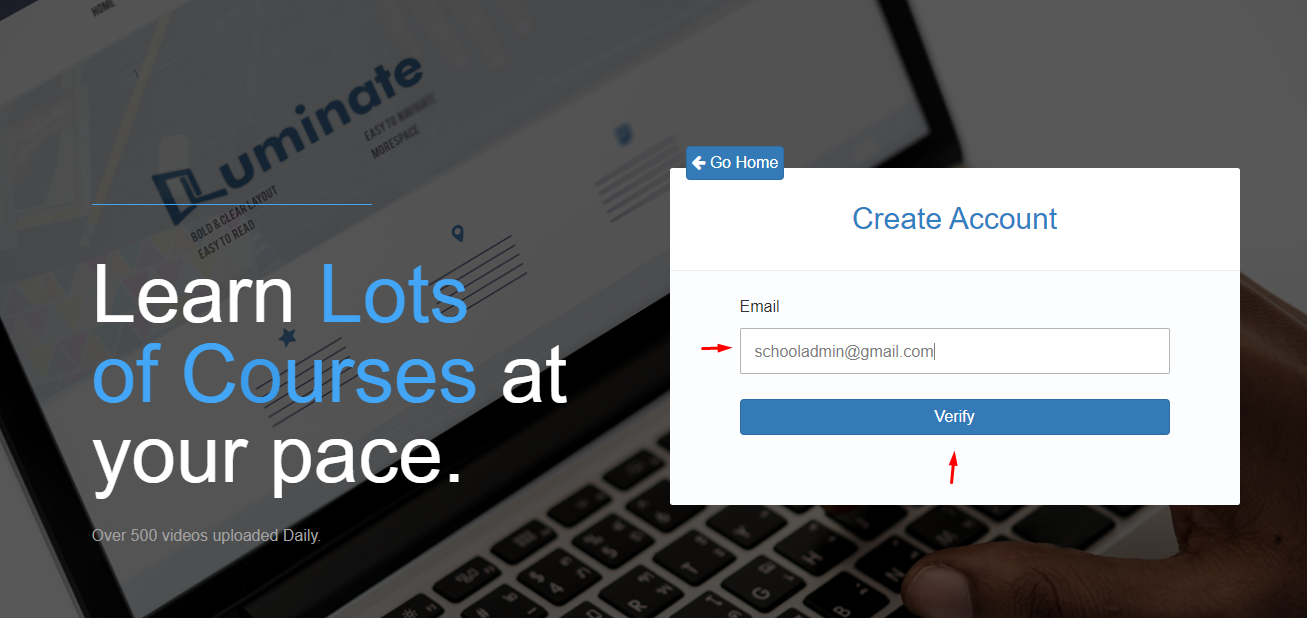 HOME
Luminate
EASY TO NAVIGATE
MORESPACE
BOLD & CLEAR LAYOUT
EASY TO READ
Learn Lots
of Courses at
your pace.
Over 500 videos uploaded Daily.
Go Home
Create Account
Email
schooladmin@gmail.com
Verify